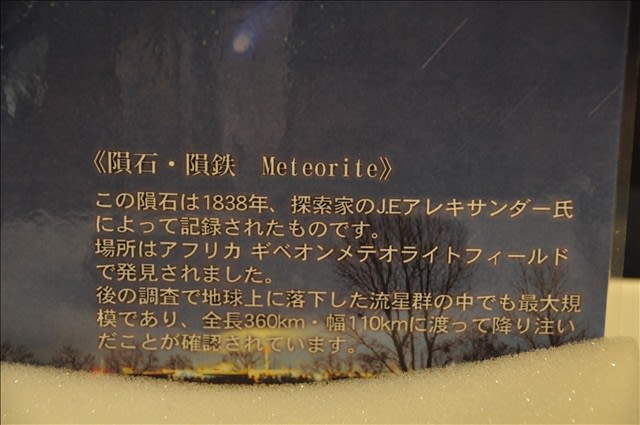 《隕石・隕鉄　Meteorite》
この隕石は1838年、探索家のJ.Eアレキサンダー氏
によって記録されたものです。
場所はアフリカ ギベオンメテオライトフィールド
で発見されました。
後の調査で地球上に落下した流星群の中でも最大規
模であり、全長360km・幅110kmに渡って降り注い
だことが確認されています。